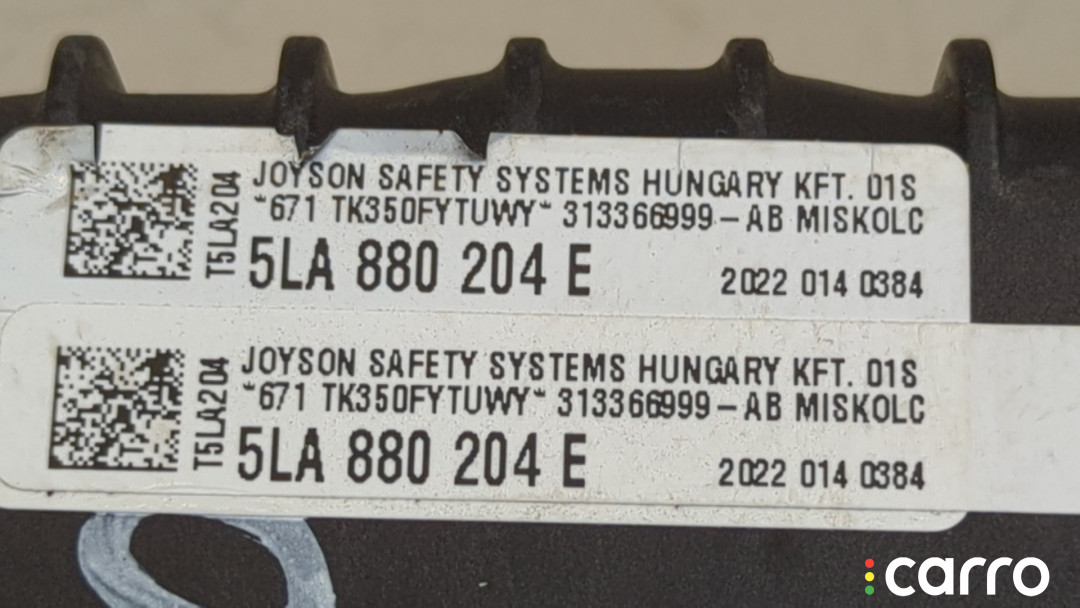 T5LA204
JOYSON SAFETY SYSTEMS HUNGARY KFT. 01S
*671 TK350FYTUWY* 313366999-AB MISKOLC
5LA 880 204 E 2022 014 0384
T5LA204
JOYSON SAFETY SYSTEMS HUNGARY KFT. 01S
*671 TK350FYTUWY* 313366999-AB MISKOLC
5LA 880 204 E 2022 014 0384
carro